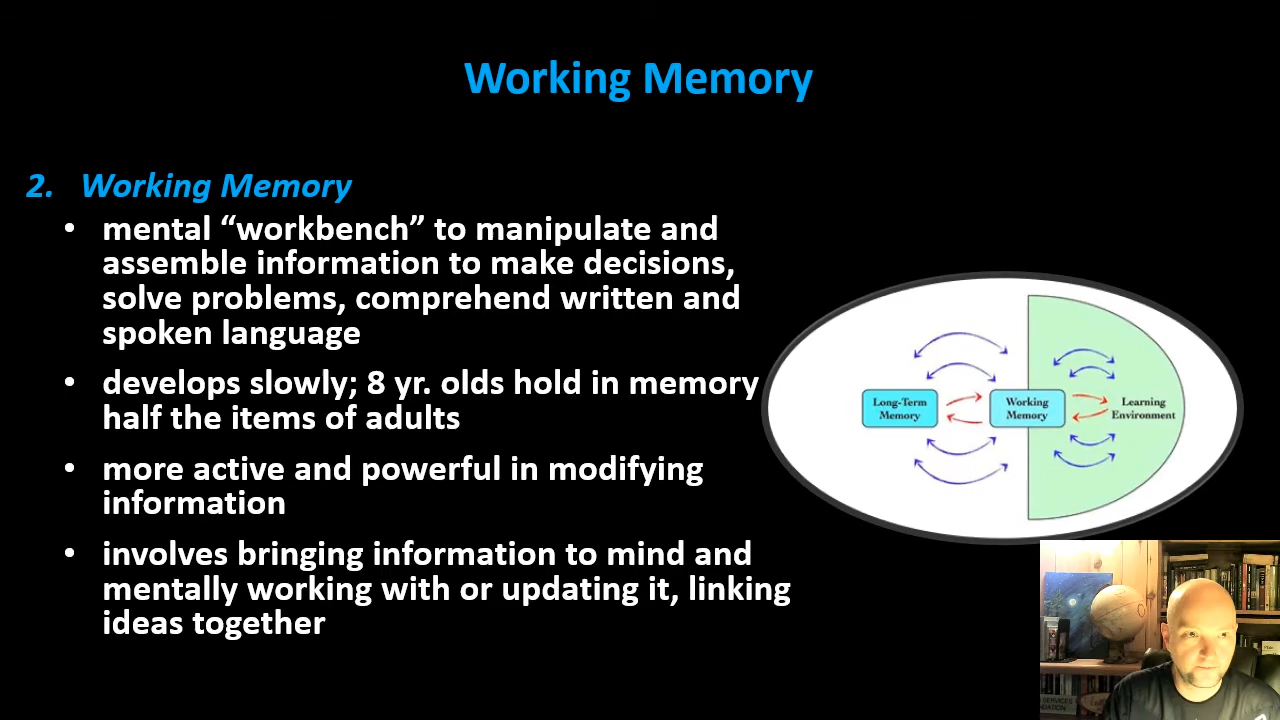 Working Memory
2. Working Memory
• mental “workbench” to manipulate and
assemble information to make decisions,
solve problems, comprehend written and
spoken language
• develops slowly; 8 yr. olds hold in memory
half the items of adults
• more active and powerful in modifying
information
• involves bringing information to mind and
mentally working with or updating it, linking
ideas together
Long-Term
Memory
Working
Memory
Learning
Environment